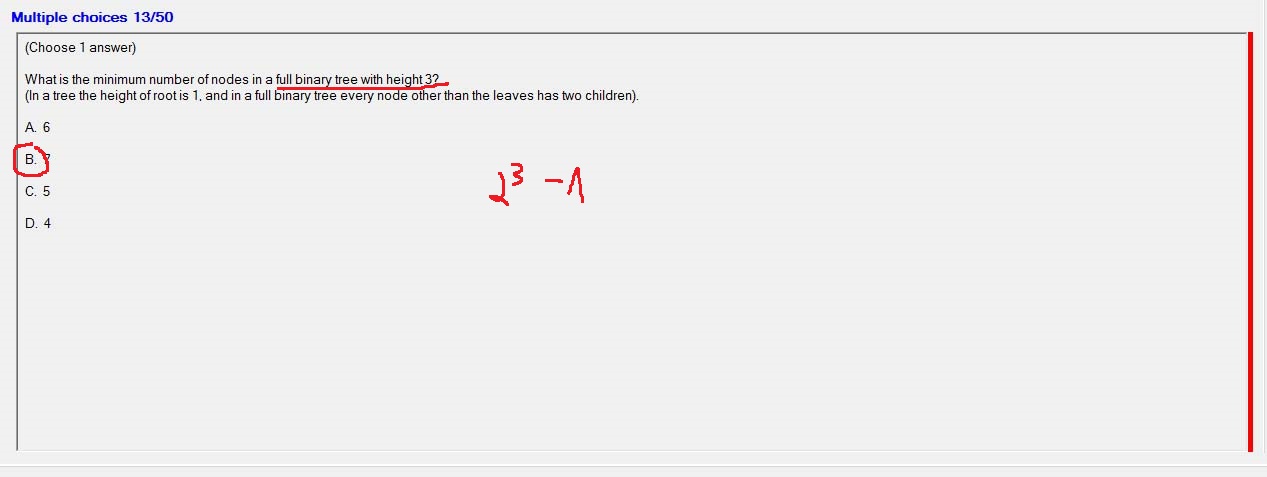 Multiple choices 13/50
(Choose 1 answer)
What is the minimum number of nodes in a full binary tree with height 3?
(In a tree the height of root is 1, and in a full binary tree every node other than the leaves has two children).
A. 6
B. 7
2³ - 1
C. 5
D. 4